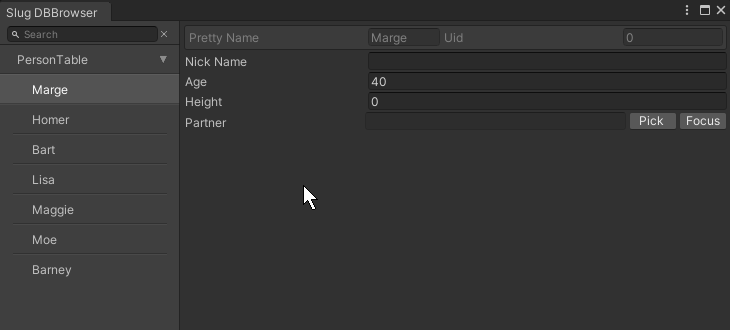 Slug DBBrowser
Search
PersonTable
Marge
Homer
Bart
Lisa
Maggie
Moe
Barney
Pretty Name Marge Uid 0
Nick Name
Age 40
Height 0
Partner Pick Focus